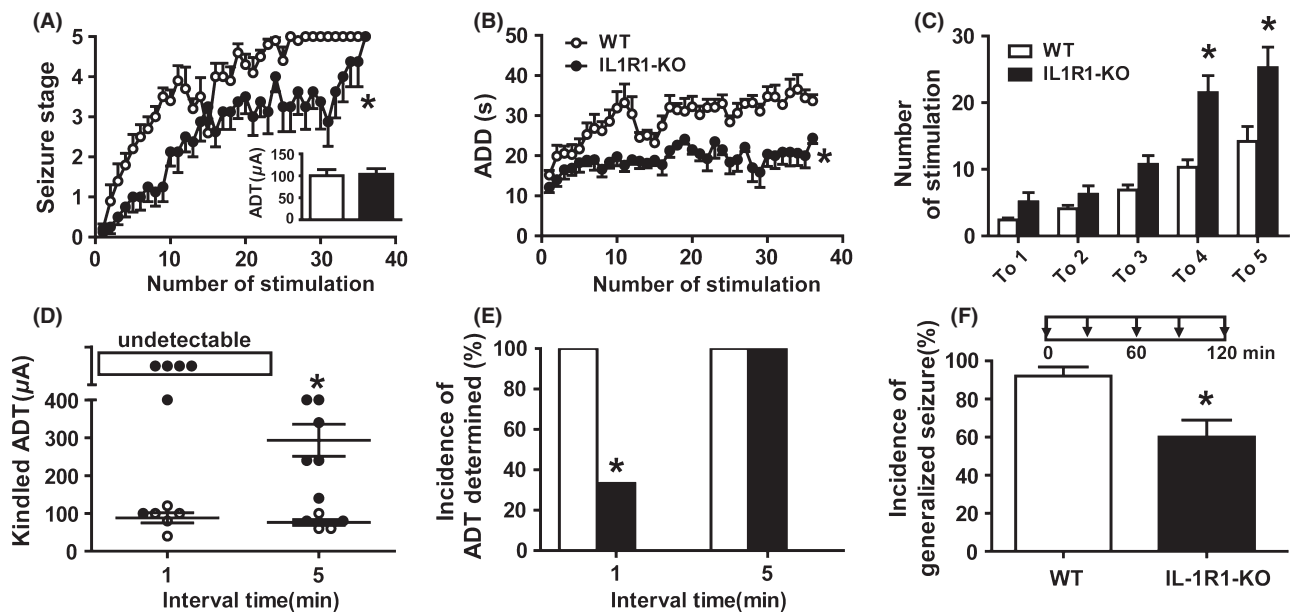 (A)
Seizure stage
5
4
3
2
1
0
0
10
20
30
40
Number of stimulation
*
ADT(μA)
150
100
50
0
(B)
ADD (s)
50
40
30
20
10
0
0
10
20
30
40
Number of stimulation
WT
IL1R1-KO
*
(C)
Number
of stimulation
30
20
10
0
WT
IL1R1-KO
*
*
To 1
To 2
To 3
To 4
To 5
(D)
undetectable
Kindled ADT(μA)
400
300
200
100
0
*
1
5
Interval time(min)
(E)
Incidence of
ADT determined (%)
100
80
60
40
20
0
*
1
5
Interval time(min)
(F)
0
60
120 min
Incidence of
generalized seizure(%)
100
80
60
40
20
0
*
WT
IL-1R1-KO